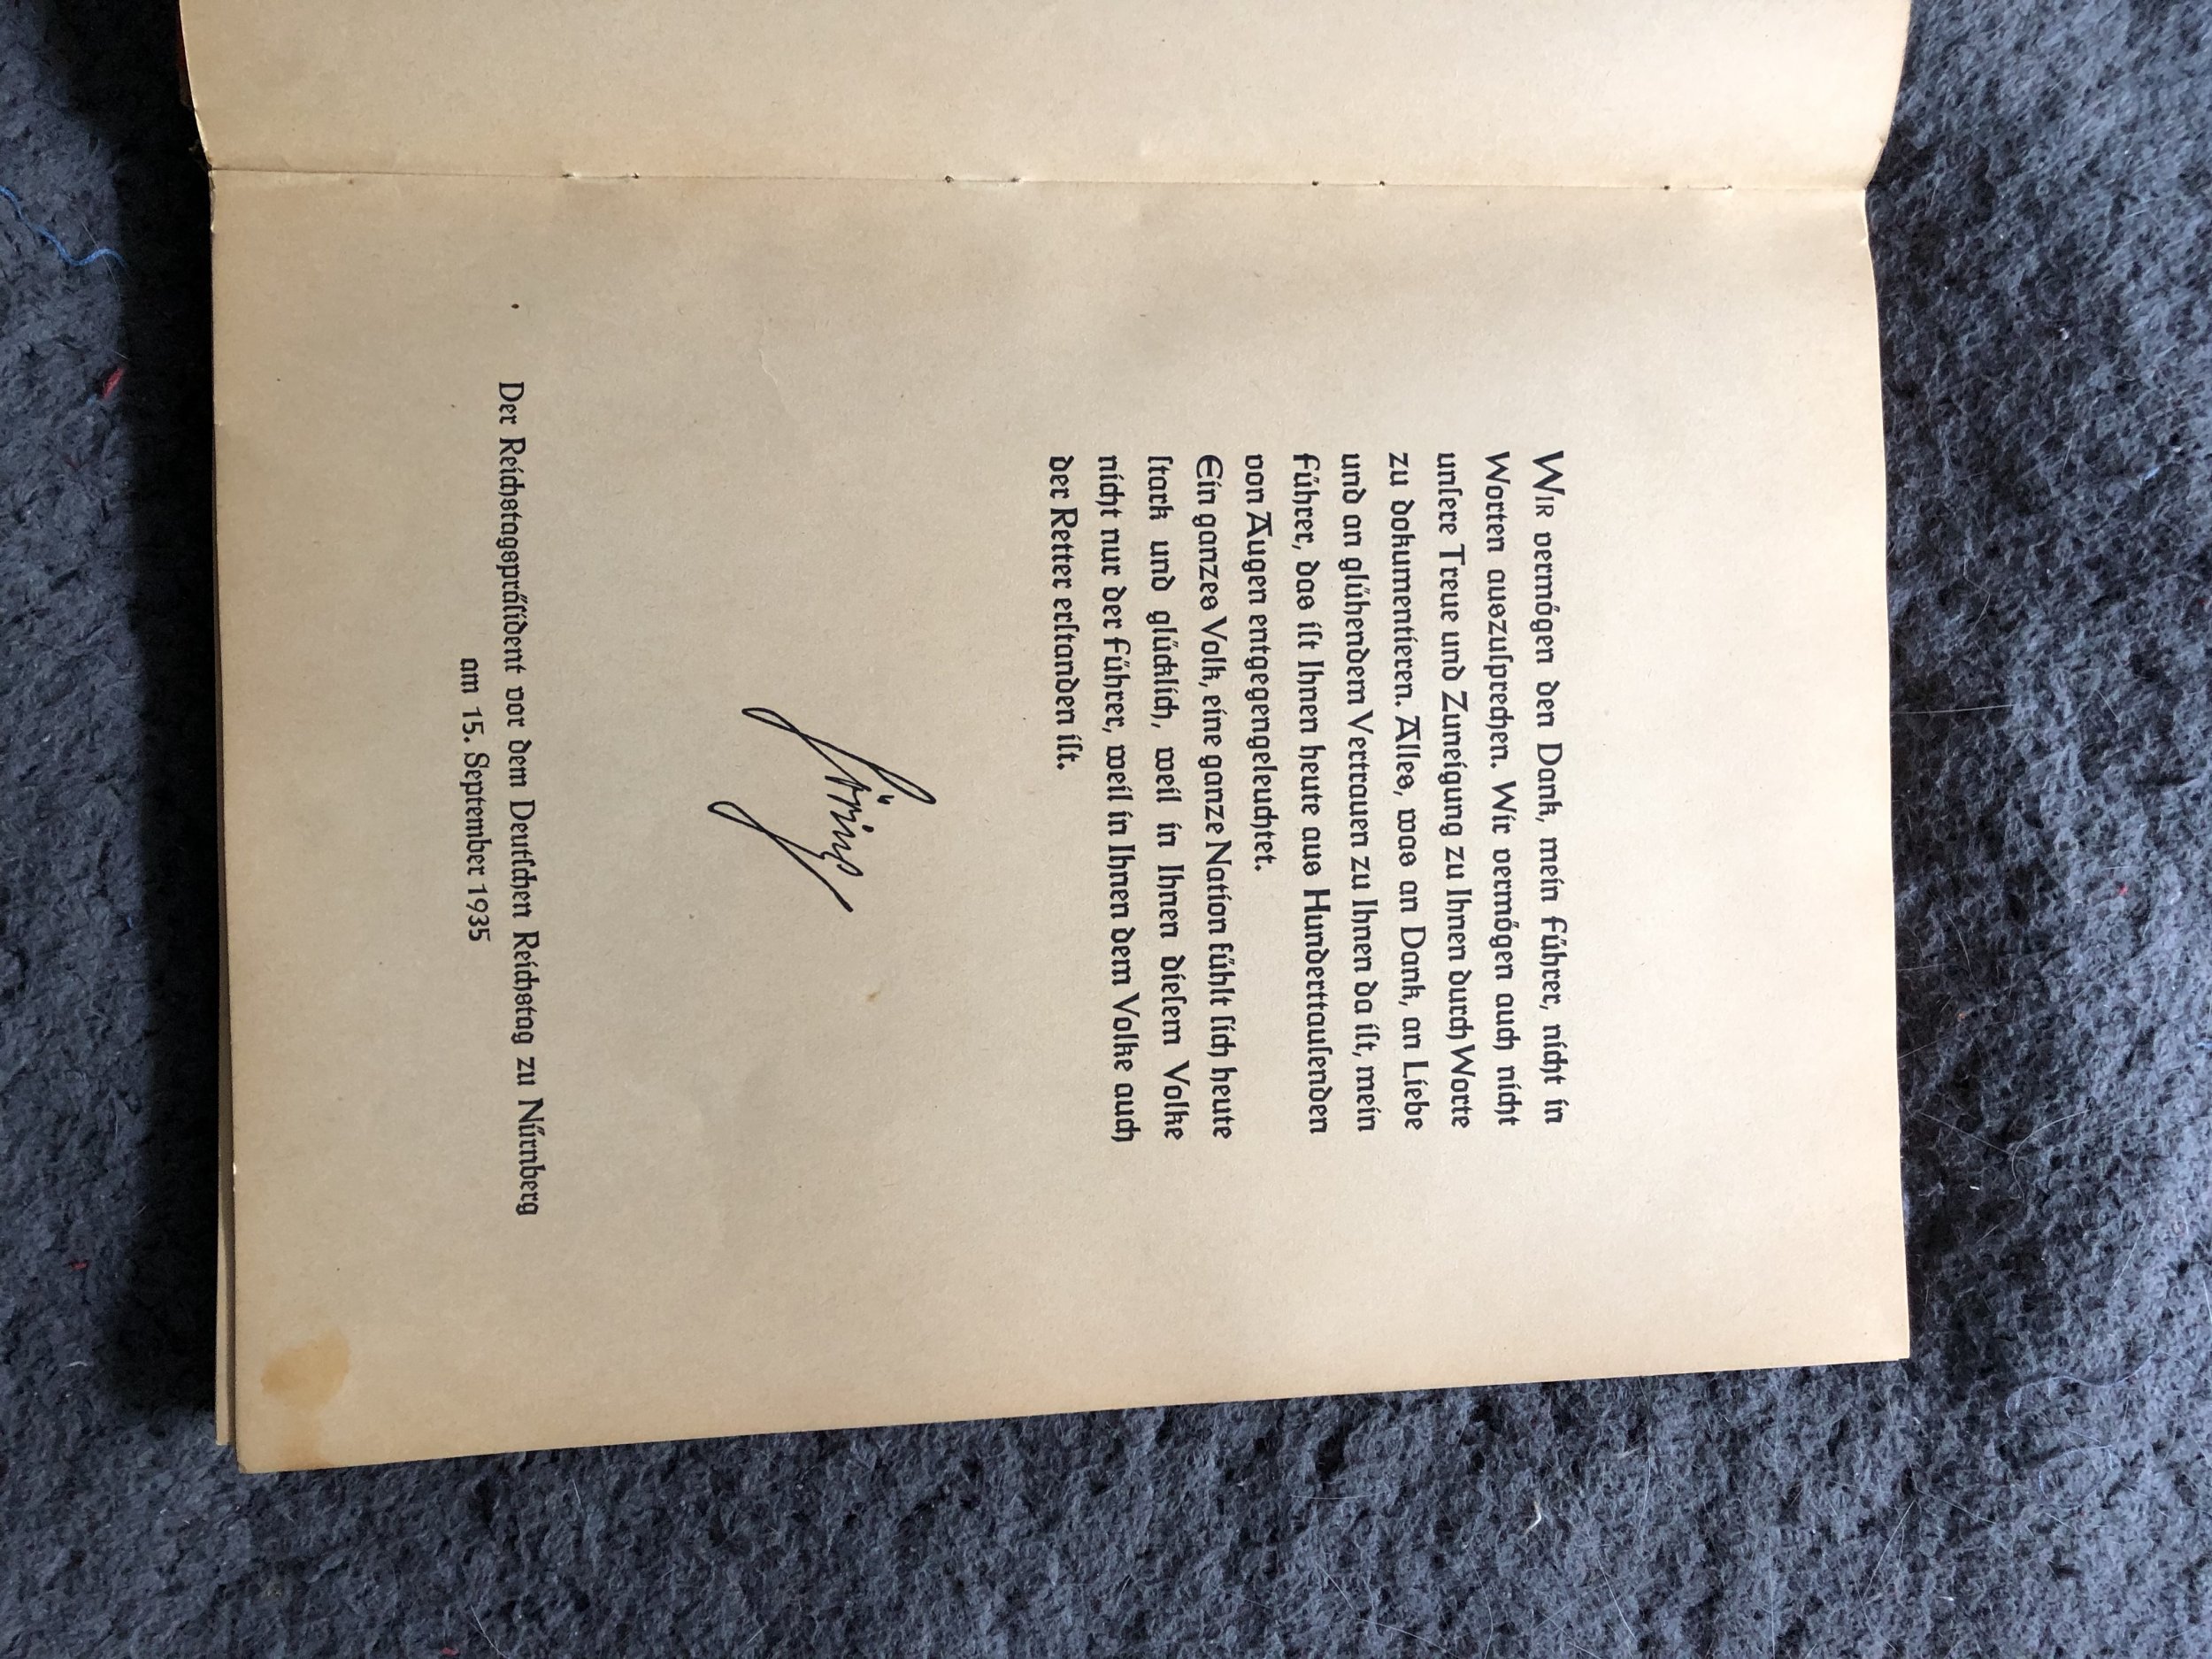 Wir vermögen den Dank, mein Führer, nicht in
Worten auszusprechen. Wir vermögen auch nicht
unsere Treue und Zuneigung zu Ihnen durch Worte
zu dokumentieren. Alles, was an Dank, an Liebe
und an glühendem Vertrauen zu Ihnen da ist, mein
Führer, das ist Ihnen heute aus Hunderttausenden
von Augen entgegengeleuchtet.
Ein ganzes Volk, eine ganze Nation fühlt sich heute
stark und glücklich, weil in Ihnen diesem Volke
nicht nur der Führer, weil in Ihnen dem Volke auch
der Retter erstanden ist.
Göring
Der Reichstagspräsident vor dem Deutschen Reichstag zu Nürnberg
am 15. September 1935